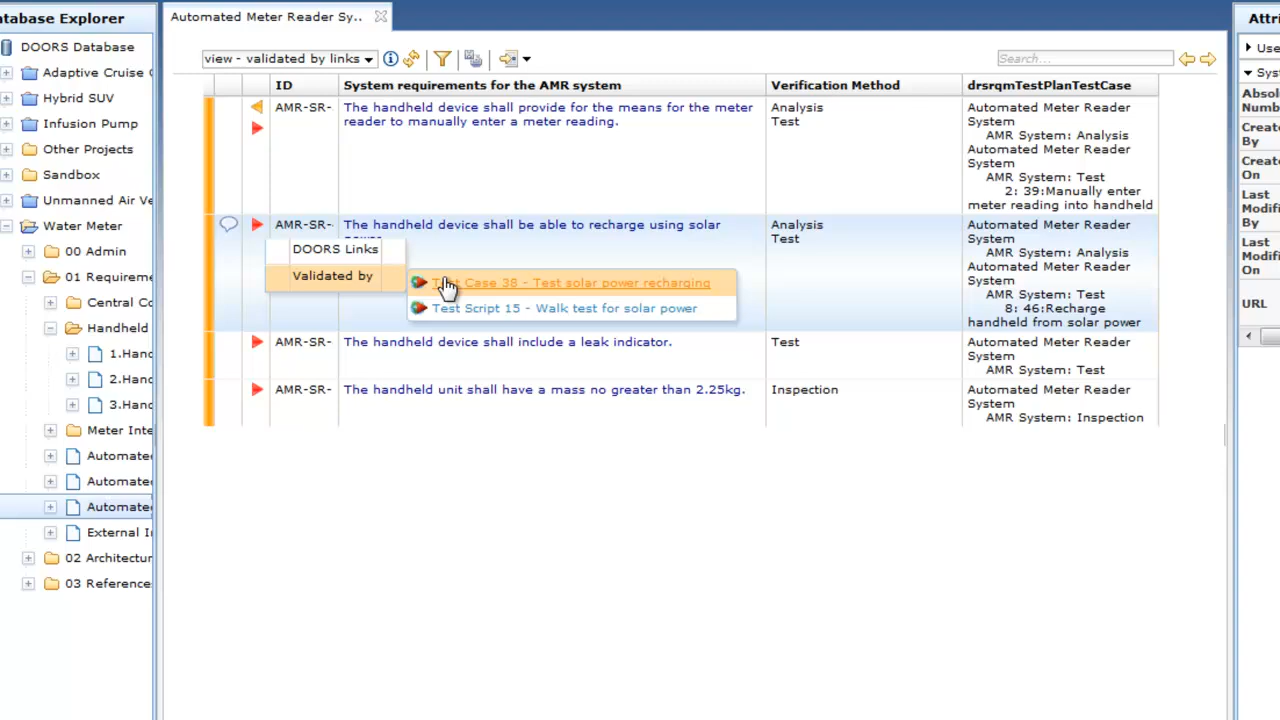 atabase Explorer
DOORS Database
Adaptive Cruise C
Hybrid SUV
Infusion Pump
Other Projects
Sandbox
Unmanned Air Ve
Water Meter
00 Admin
01 Requireme
Central Co
Handheld
1.Hand
2.Hand
3.Hand
Meter Inte
Automate
Automate
Automate
External I
02 Architectur
03 Reference
Automated Meter Reader Sy..
view - validated by links
Search...
ID
System requirements for the AMR system
Verification Method
drsrqmTestPlanTestCase
AMR-SR-
The handheld device shall provide for the means for the meter
reader to manually enter a meter reading.
Analysis
Test
Automated Meter Reader
System
AMR System: Analysis
Automated Meter Reader
System
AMR System: Test
2: 39:Manually enter
meter reading into handheld
AMR-SR-
The handheld device shall be able to recharge using solar
Analysis
Test
Automated Meter Reader
System
AMR System: Analysis
Automated Meter Reader
System
AMR System: Test
8: 46:Recharge
handheld from solar power
DOORS Links
Validated by
Case 38 - Test solar power recharging
Test Script 15 - Walk test for solar power
AMR-SR-
The handheld device shall include a leak indicator.
Test
Automated Meter Reader
System
AMR System: Test
AMR-SR-
The handheld unit shall have a mass no greater than 2.25kg.
Inspection
Automated Meter Reader
System
AMR System: Inspection
Attri
Use
Syst
Absol
Numb
Create
By
Create
On
Last
Modifi
By
Last
Modifi
On
URL